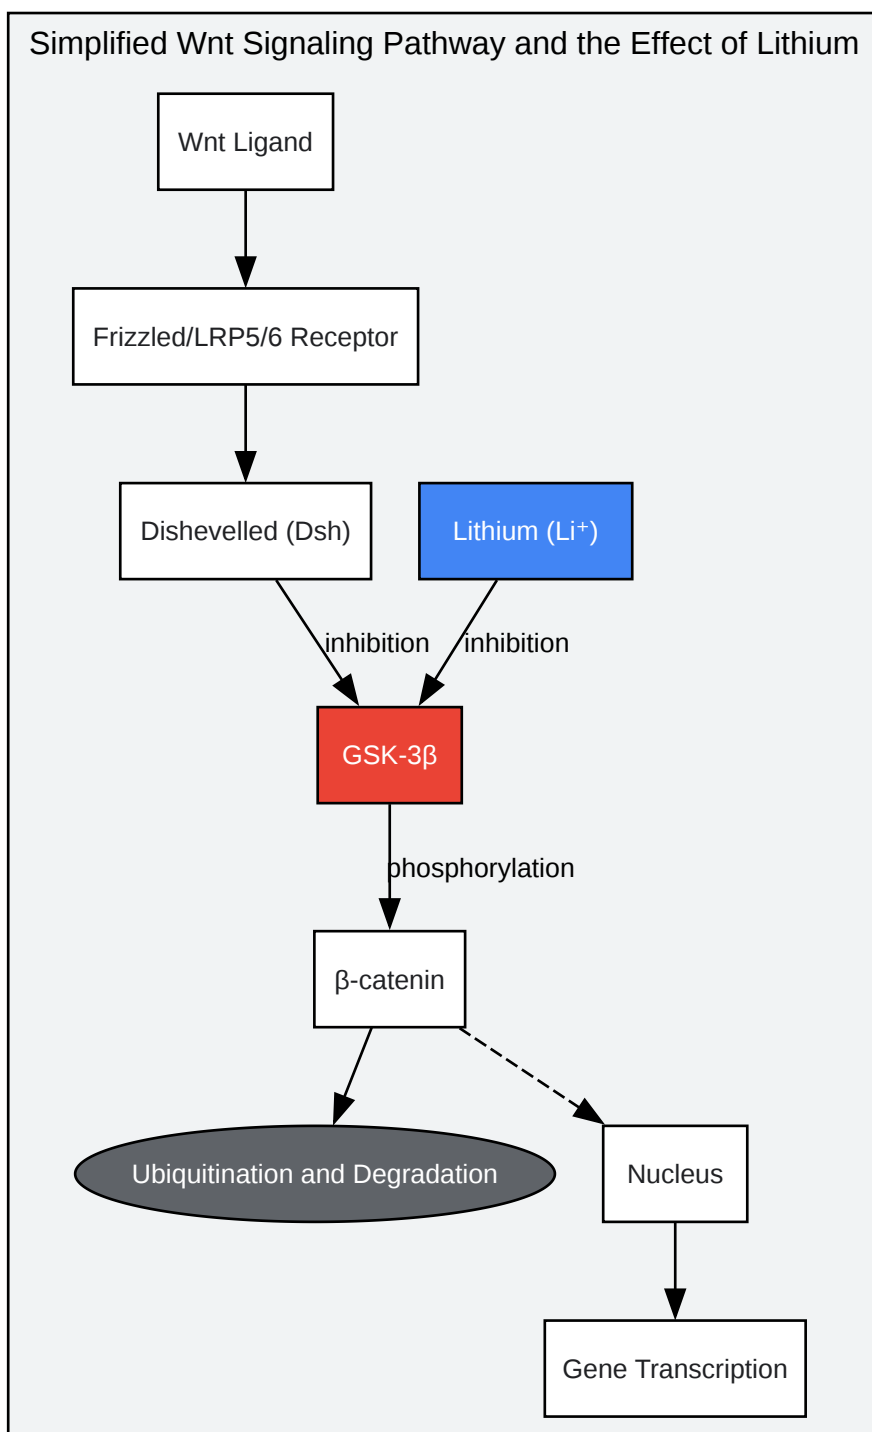 Simplified Wnt Signaling Pathway and the Effect of Lithium
Wnt Ligand
Frizzled/LRP5/6 Receptor
Dishevelled (Dsh)
Lithium (Li⁺)
inhibition
inhibition
GSK-3β
phosphorylation
β-catenin
Ubiquitination and Degradation
Nucleus
Gene Transcription